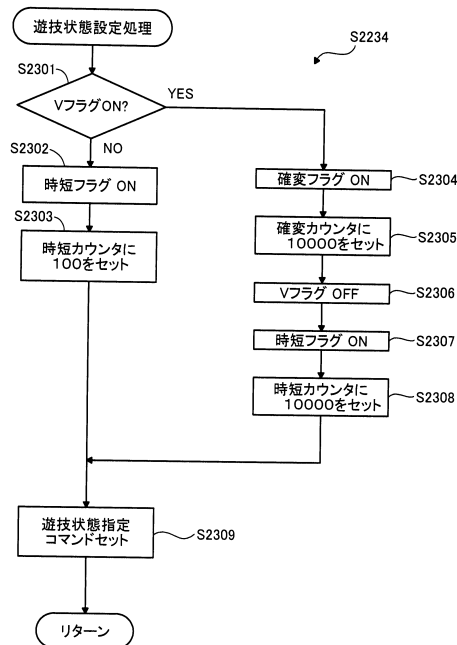 遊技状態設定処理
S2234
S2301
VフラグON?
YES
NO
S2302
時短フラグ ON
S2303
時短カウンタに
100をセット
確変フラグ ON
S2304
確変カウンタに
10000をセット
S2305
Vフラグ OFF
S2306
時短フラグ ON
S2307
時短カウンタに
10000をセット
S2308
遊技状態指定
コマンドセット
S2309
リターン